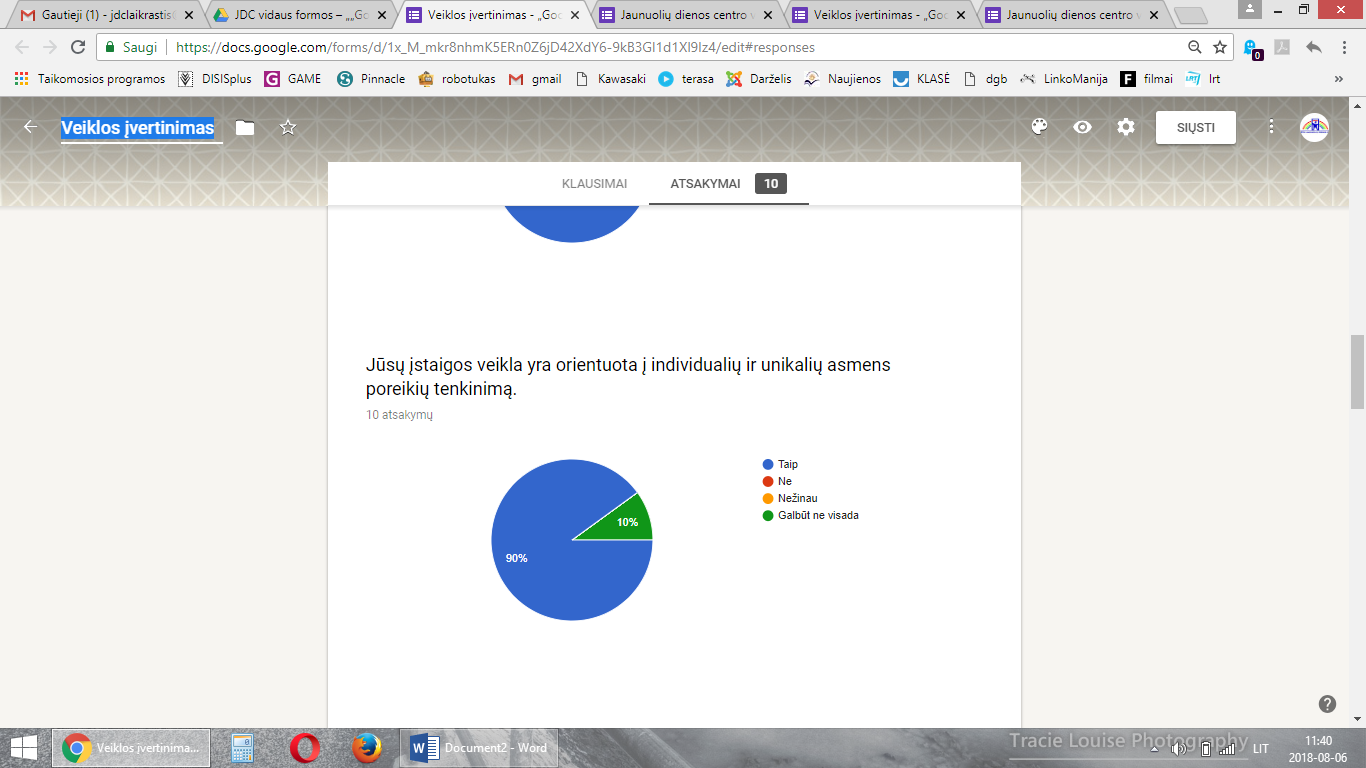 Gautieji (1) - jdclaikrastis
JDC vidaus formos – „Go
Veiklos įvertinimas - „Goo
Jaunuolių dienos centro v
Veiklos įvertinimas - „Goo
Jaunuolių dienos centro v
Saugi
https://docs.google.com/forms/d/1x_M_mkr8nhmK5ERn0Z6jD42XdY6-9kB3Gl1d1Xl9Iz4/edit#responses
0
Taikomosios programos
DISISplus
GAME
Pinnacle
robotukas
gmail
Kawasaki
terasa
Darželis
Naujienos
KLASĖ
dgb
LinkoManija
filmai
lrt
»
Veiklos įvertinimas
SIŲSTI
KLAUSIMAI
ATSAKYMAI 10
Jūsų įstaigos veikla yra orientuota į individualių ir unikalių asmens
poreikių tenkinimą.
10 atsakymų
Taip
Ne
Nežinau
Galbūt ne visada
10%
90%
Veiklos įvertinima...
Document2 - Word
Tracie Louise Photography
LIT
11:40
2018-08-06